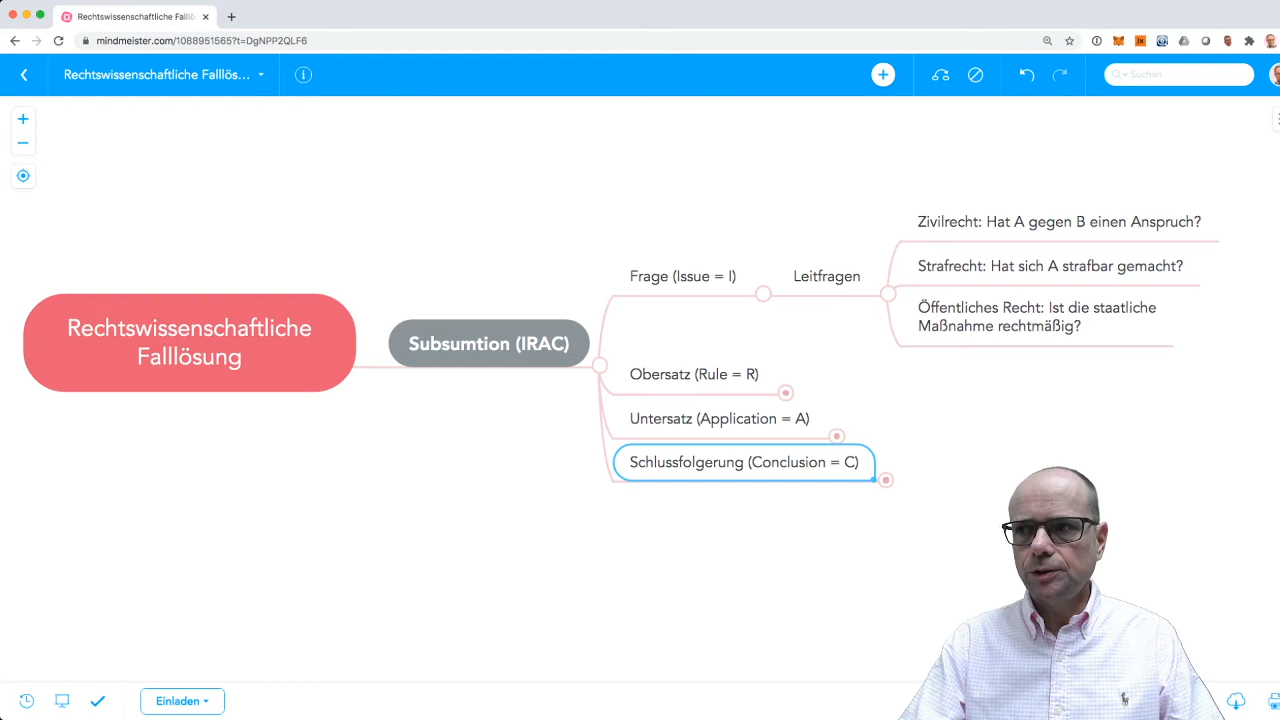 Rechtswissenschaftliche Falllö
mindmeister.com/1088951565?t=DgNPP2QLF6
Rechtswissenschaftliche Falllös...
Suchen
Zivilrecht: Hat A gegen B einen Anspruch?
Frage (Issue = I)
Leitfragen
Strafrecht: Hat sich A strafbar gemacht?
Öffentliches Recht: Ist die staatliche
Maßnahme rechtmäßig?
Rechtswissenschaftliche
Falllösung
Subsumtion (IRAC)
Obersatz (Rule = R)
Untersatz (Application = A)
Schlussfolgerung (Conclusion = C)
Einladen